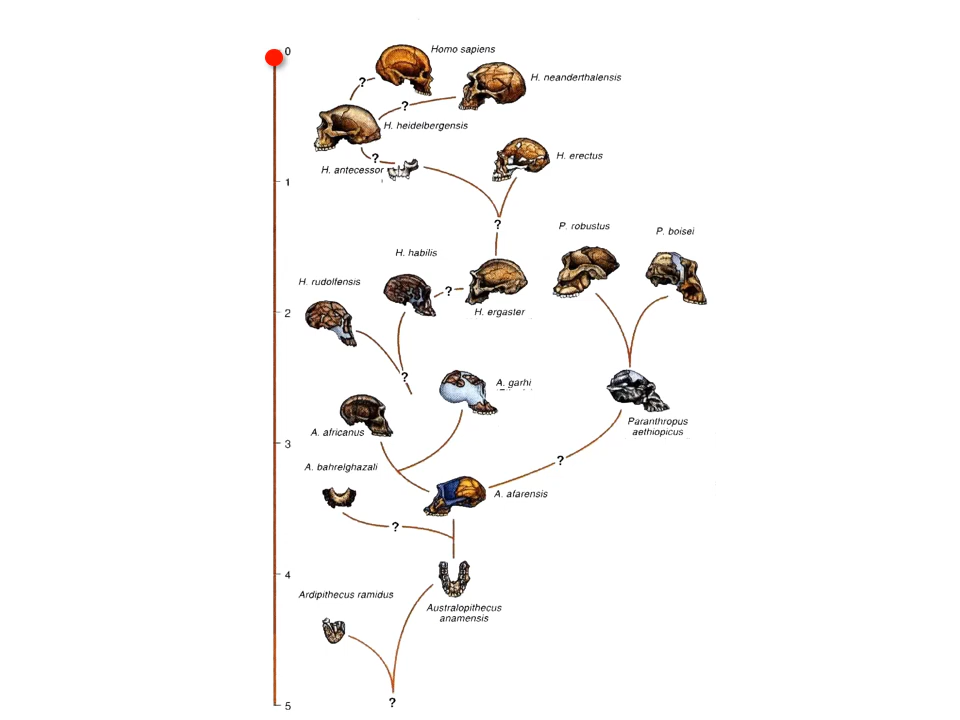 0
Homo sapiens
H. neanderthalensis
?
?
H. heidelbergensis
?
H. erectus
H. antecessor
1
?
P. robustus
P. boisei
H. habilis
H. rudolfensis
?
H. ergaster
2
?
A. garhi
A. africanus
Paranthropus
aethiopicus
3
?
A. bahrelghazali
A. afarensis
?
4
Ardipithecus ramidus
Australopithecus
anamensis
?
5